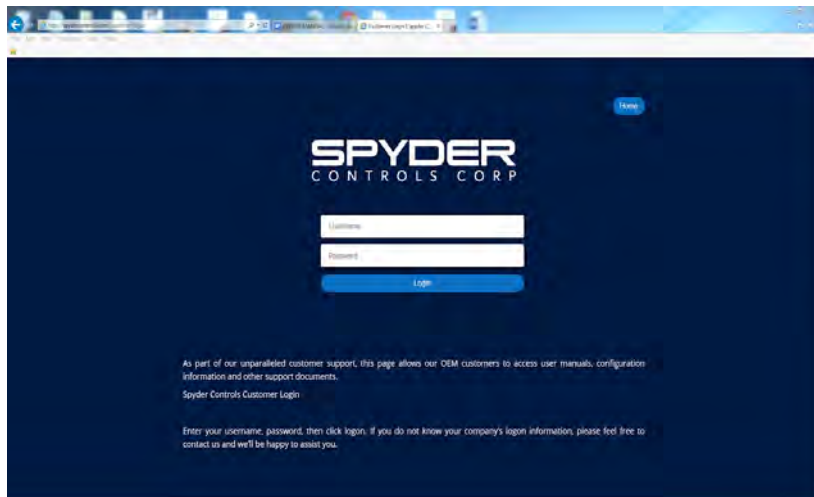 Home
SPYDER
CONTROLS CORP
Username
Password
Login
As part of our unparalleled customer support, this page allows our OEM customers to access user manuals, configuration
information and other support documents.
Spyder Controls Customer Login
Enter your username, password, then click logon. If you do not know your company's logon information, please feel free to
contact us and we'll be happy to assist you.